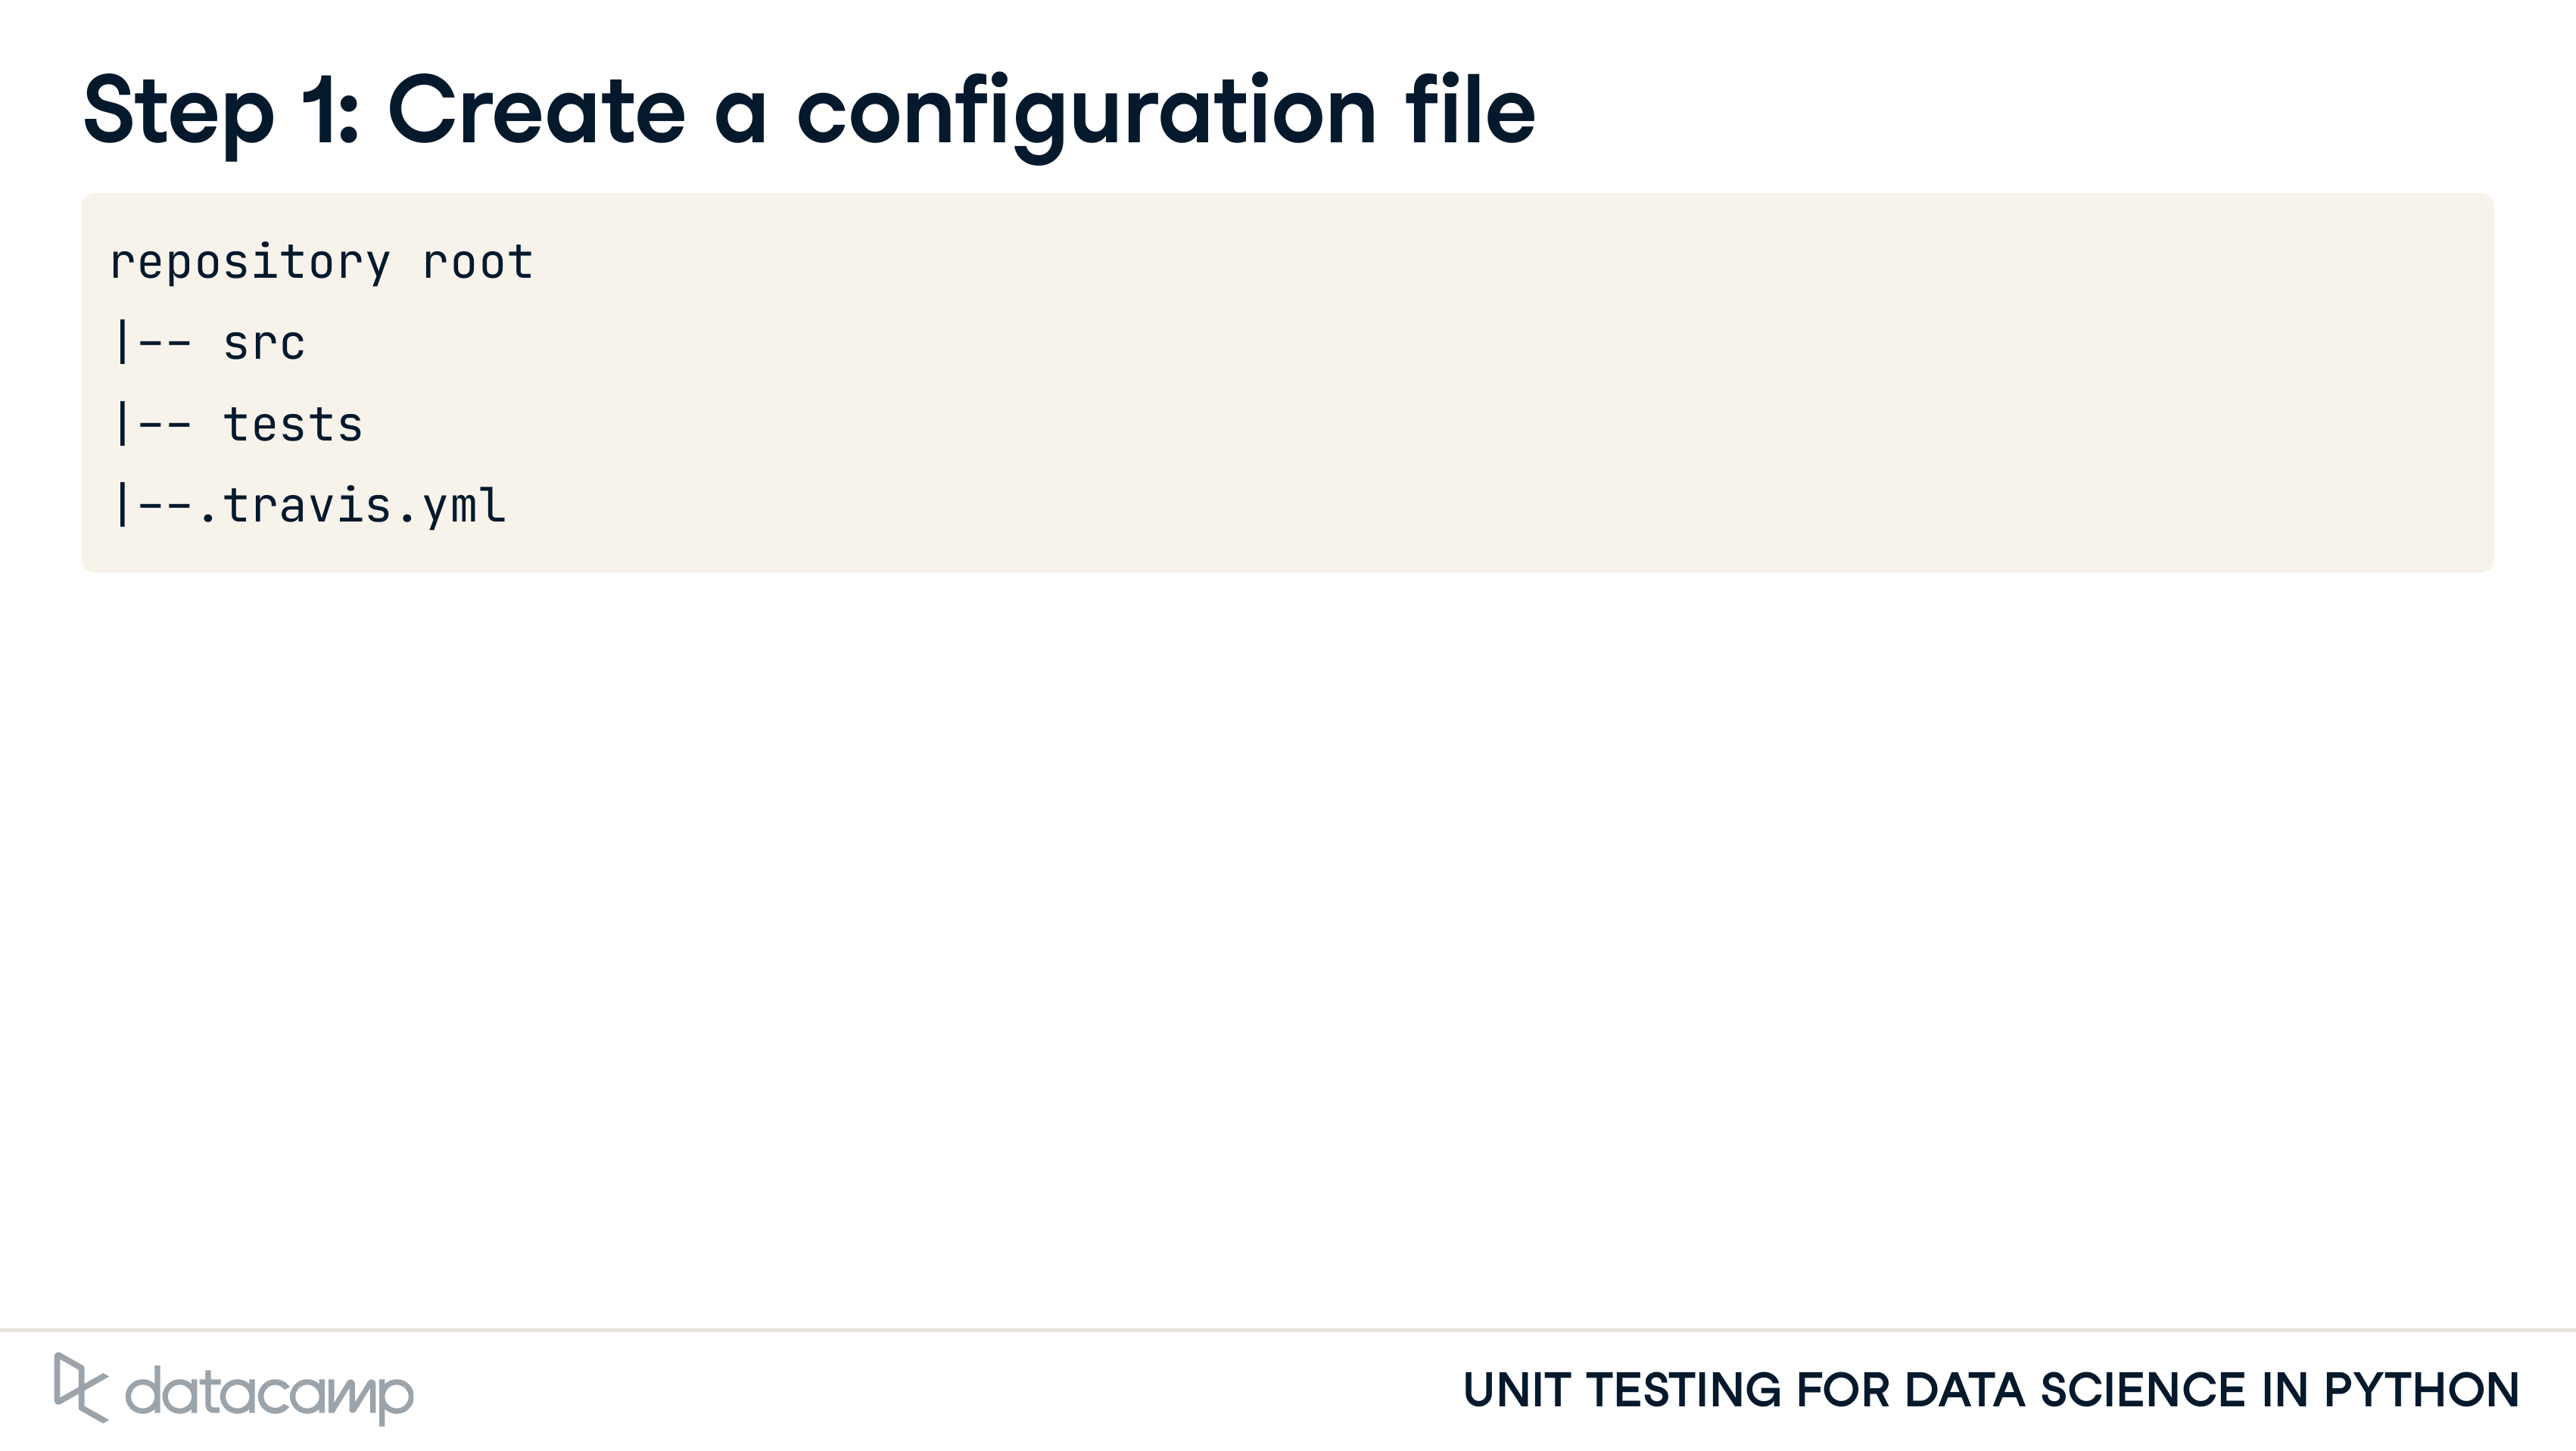 Step 1: Create a configuration file
repository root
|-- src
|-- tests
|--.travis.yml
datacamp
UNIT TESTING FOR DATA SCIENCE IN PYTHON